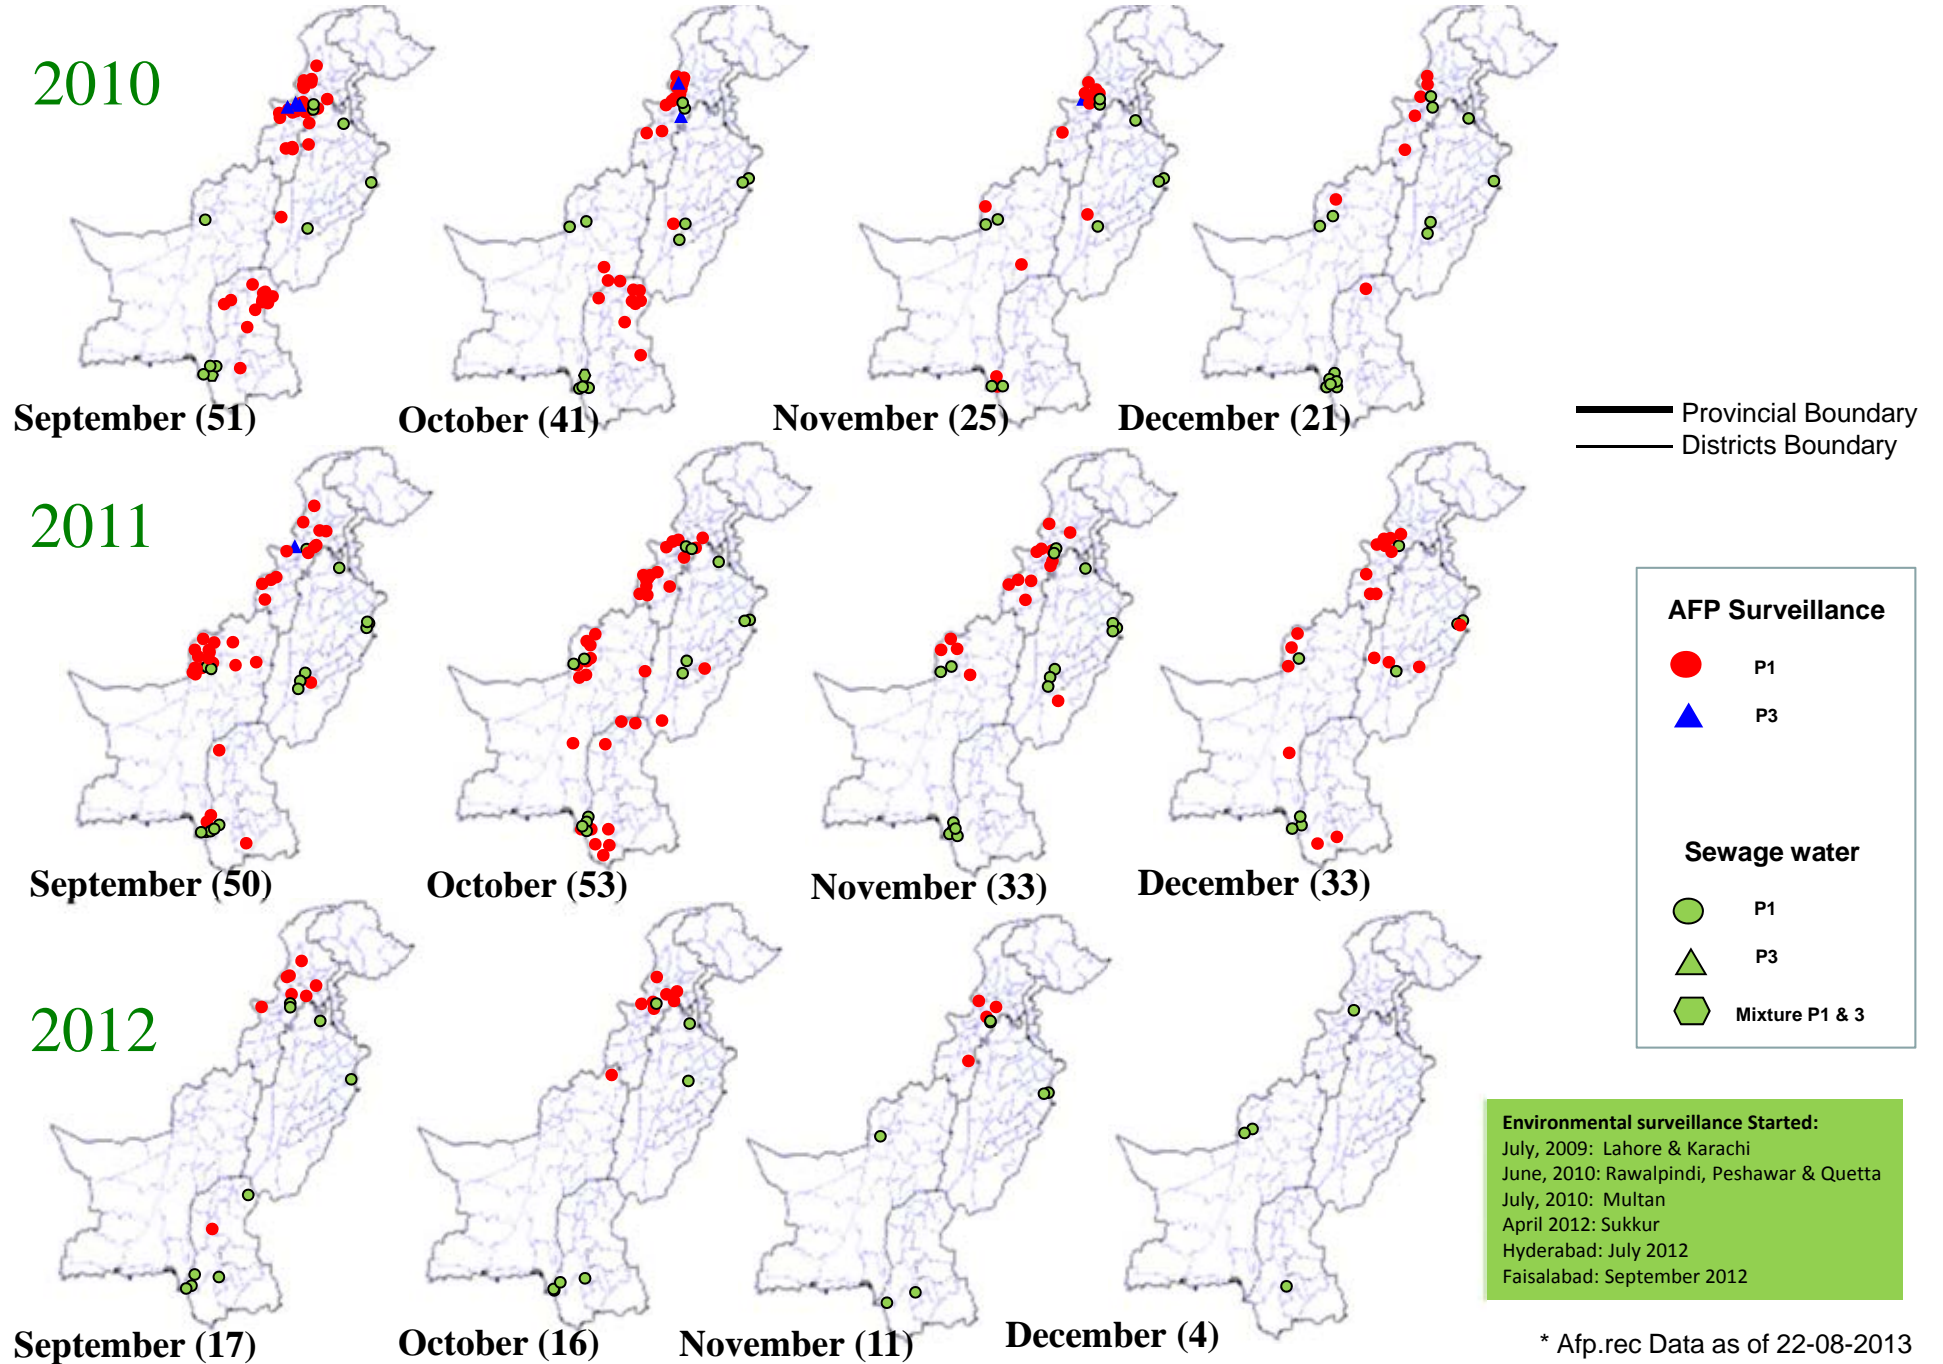 2010
September (51)
October (41)
November (25)
December (21)
Provincial Boundary
Districts Boundary
2011
September (50)
October (53)
November (33)
December (33)
AFP Surveillance
P1
P3
Sewage water
P1
P3
Mixture P1 & 3
2012
September (17)
October (16)
November (11)
December (4)
Environmental surveillance Started:
July, 2009: Lahore & Karachi
June, 2010: Rawalpindi, Peshawar & Quetta
July, 2010: Multan
April 2012: Sukkur
Hyderabad: July 2012
Faisalabad: September 2012
* Afp.rec Data as of 22-08-2013